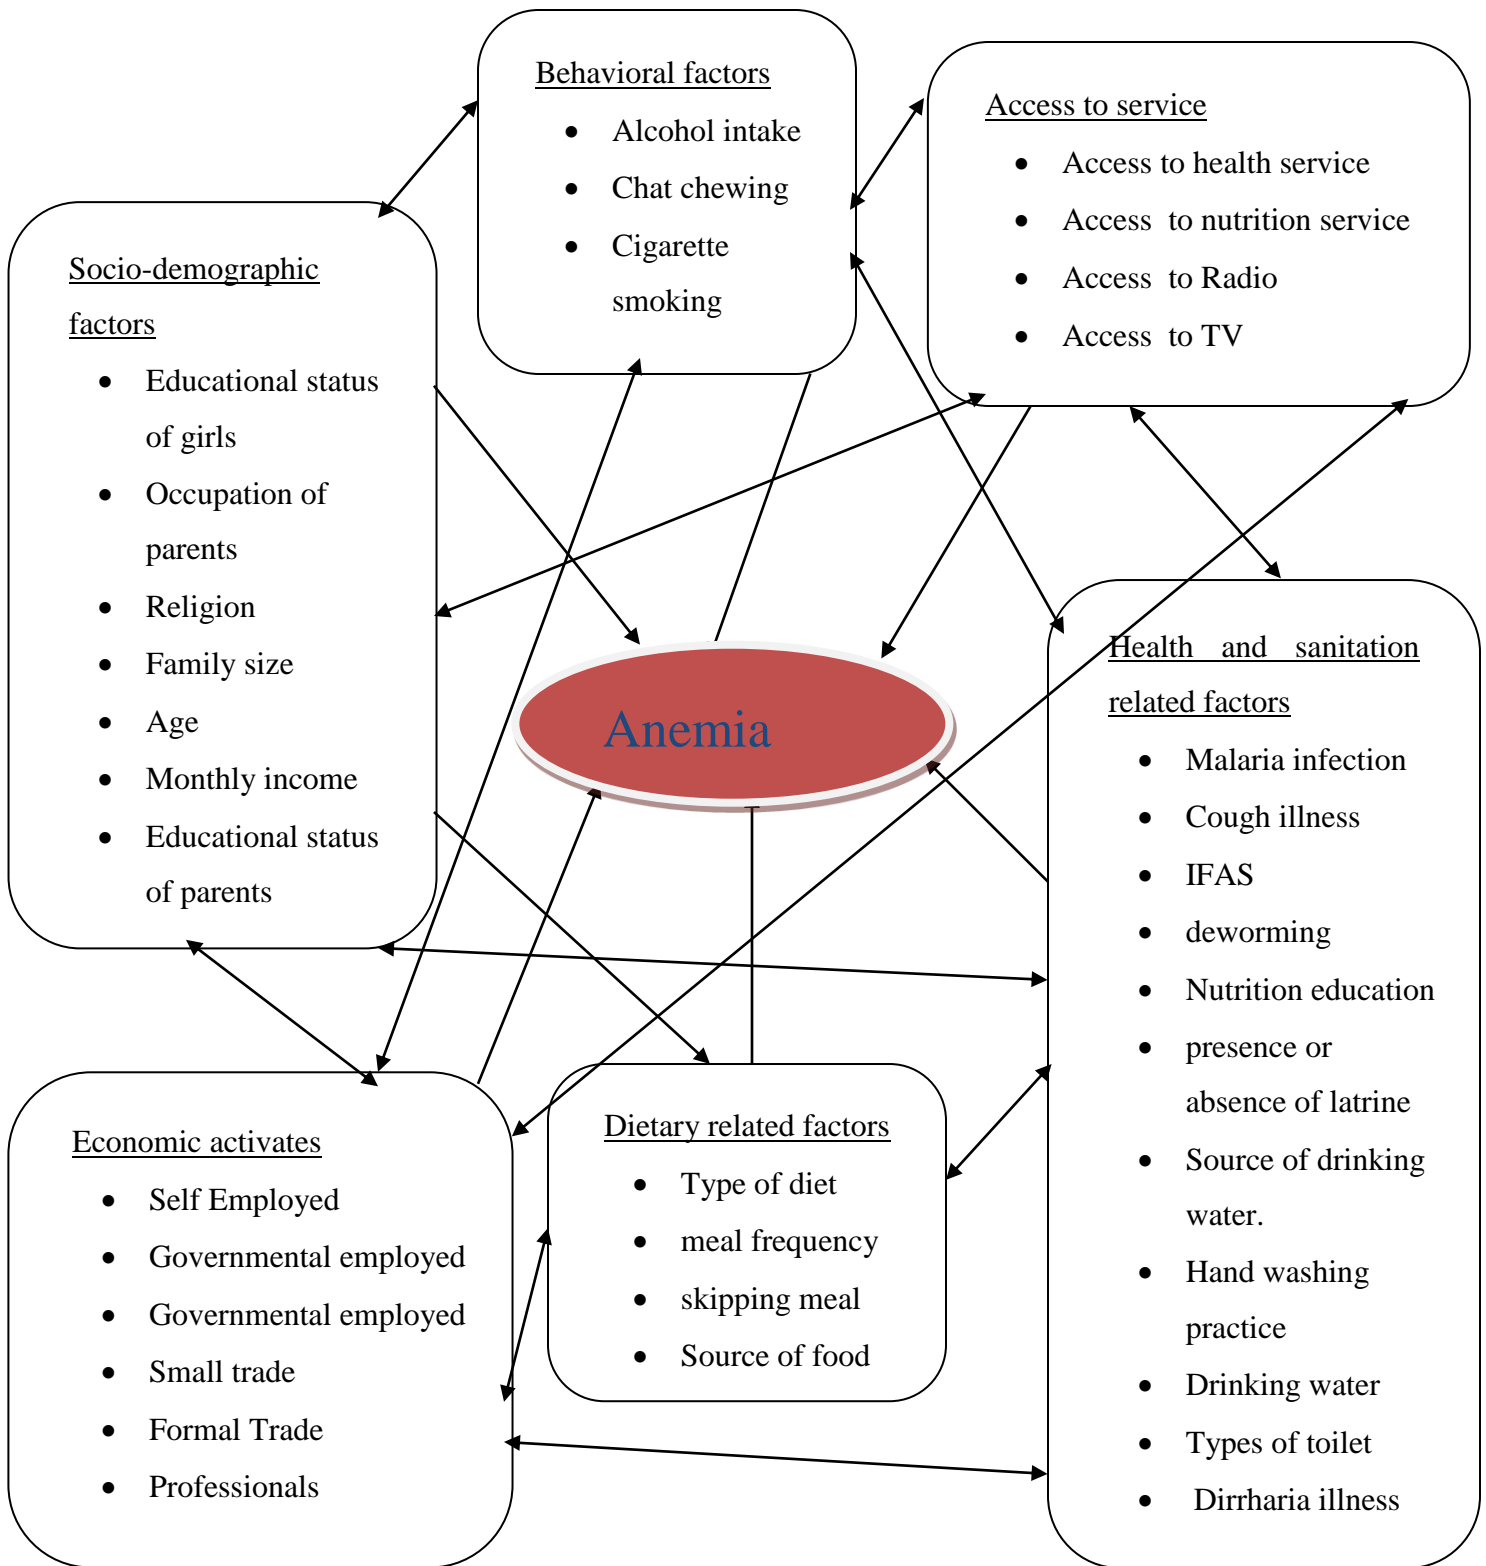 Behavioral factors
Alcohol intake
Chat chewing
Cigarette
smoking
Access to service
Access to health service
Access to nutrition service
Access to Radio
Access to TV
Socio-demographic
factors
Educational status
of girls
Occupation of
parents
Religion
Family size
Age
Monthly income
Educational status
of parents
Anemia
Health and sanitation
related factors
Malaria infection
Cough illness
IFAS
deworming
Nutrition education
presence or
absence of latrine
Source of drinking
water.
Hand washing
practice
Drinking water
Types of toilet
Dirrharia illness
Economic activates
Self Employed
Governmental employed
Governmental employed
Small trade
Formal Trade
Professionals
Dietary related factors
Type of diet
meal frequency
skipping meal
Source of food